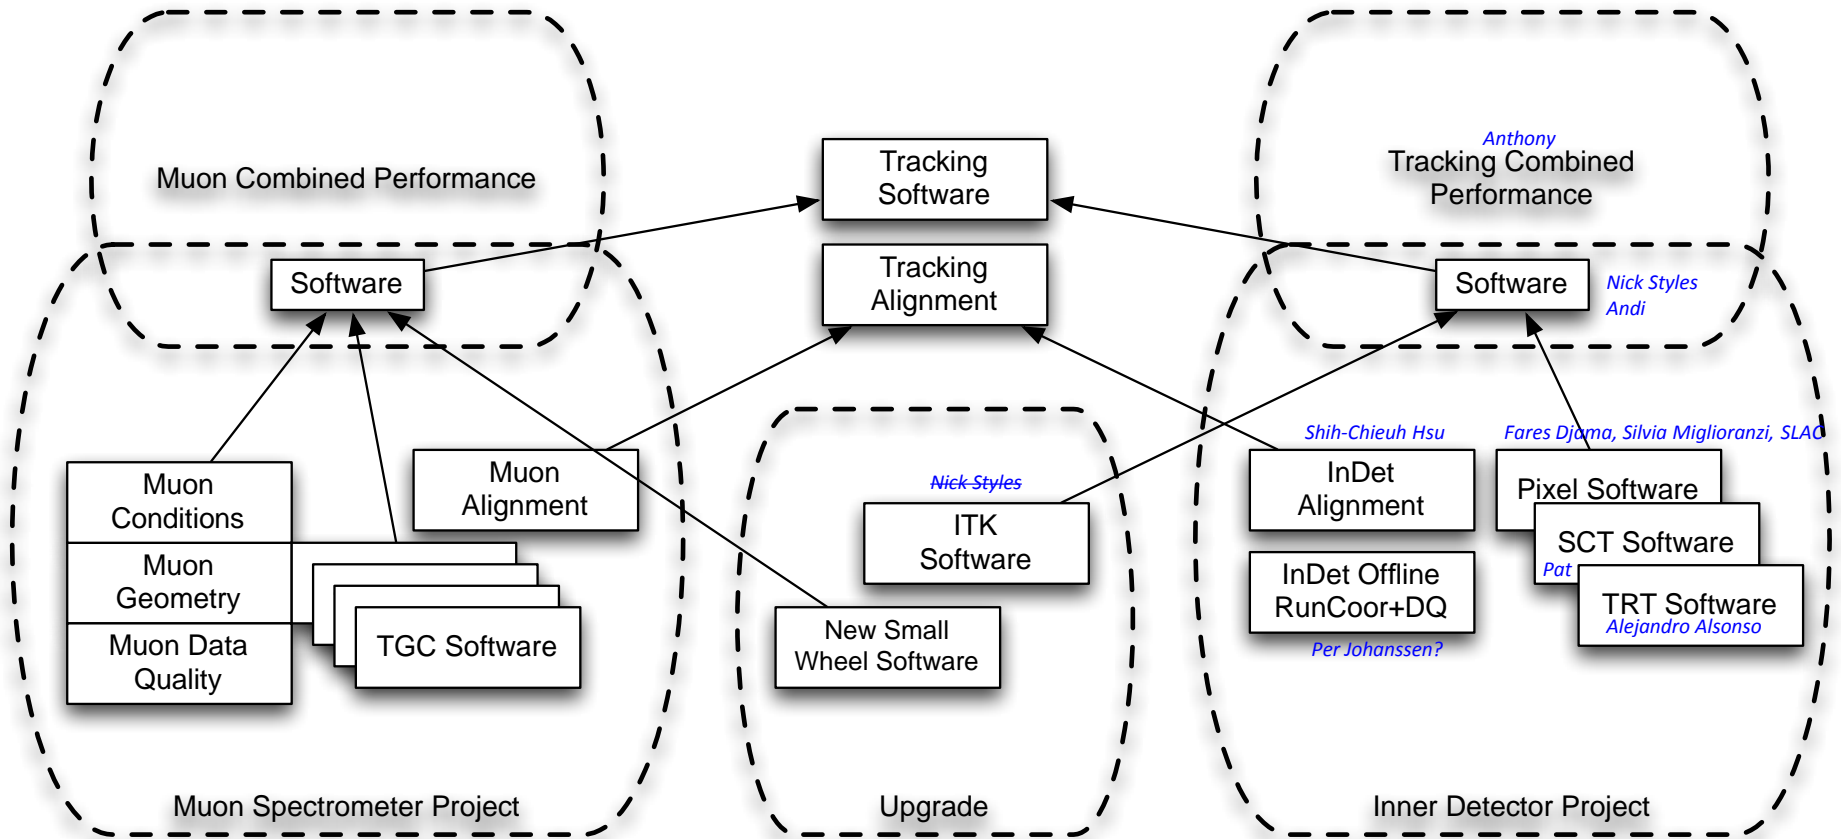 Muon Combined Performance
Tracking
Software
Anthony
Tracking Combined
Performance
Software
Tracking
Alignment
Software
Nick Styles
Andi
Muon
Conditions
Muon
Geometry
Muon Data
Quality
TGC Software
Muon
Alignment
Nick Styles
ITK
Software
New Small
Wheel Software
Shih-Chieuh Hsu
InDet
Alignment
InDet Offline
RunCoor+DQ
Per Johanssen?
Fares Djama, Silvia Miglioranzi, SLAC
Pixel Software
SCT Software
Pat
TRT Software
Alejandro Alsonso
Muon Spectrometer Project
Upgrade
Inner Detector Project